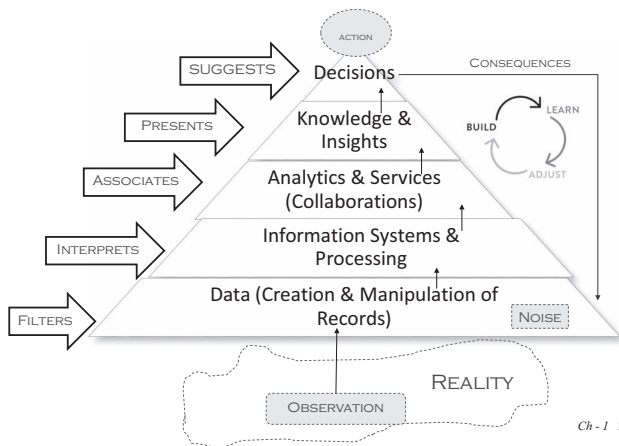 ACTION
SUGGESTS
Decisions
CONSEQUENCES
PRESENTS
Knowledge &
Insights
BUILD
LEARN
ADJUST
ASSOCIATES
Analytics & Services
(Collaborations)
INTERPRETS
Information Systems &
Processing
FILTERS
Data (Creation & Manipulation of
Records)
NOISE
REALITY
OBSERVATION
Ch - 1